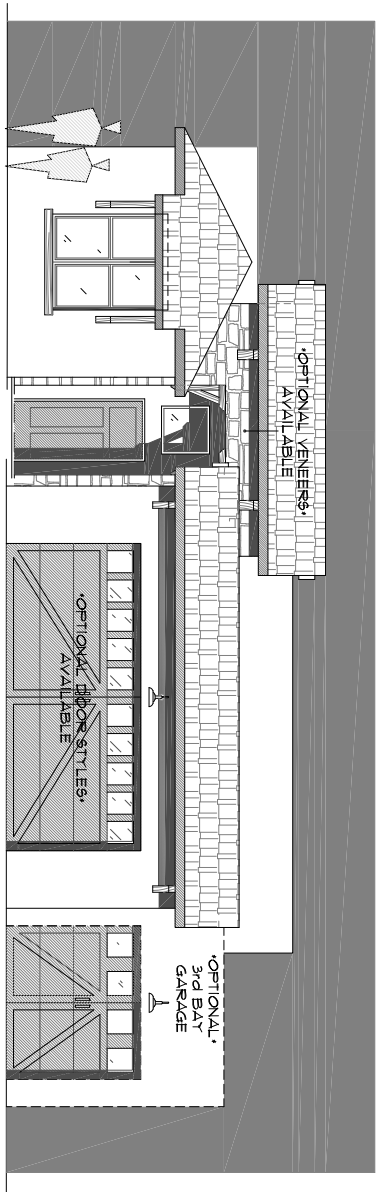 *OPTIONAL VENEERS*
AVAILABLE
*OPTIONAL DOOR STYLES*
AVAILABLE
*OPTIONAL*
3rd BAY
GARAGE